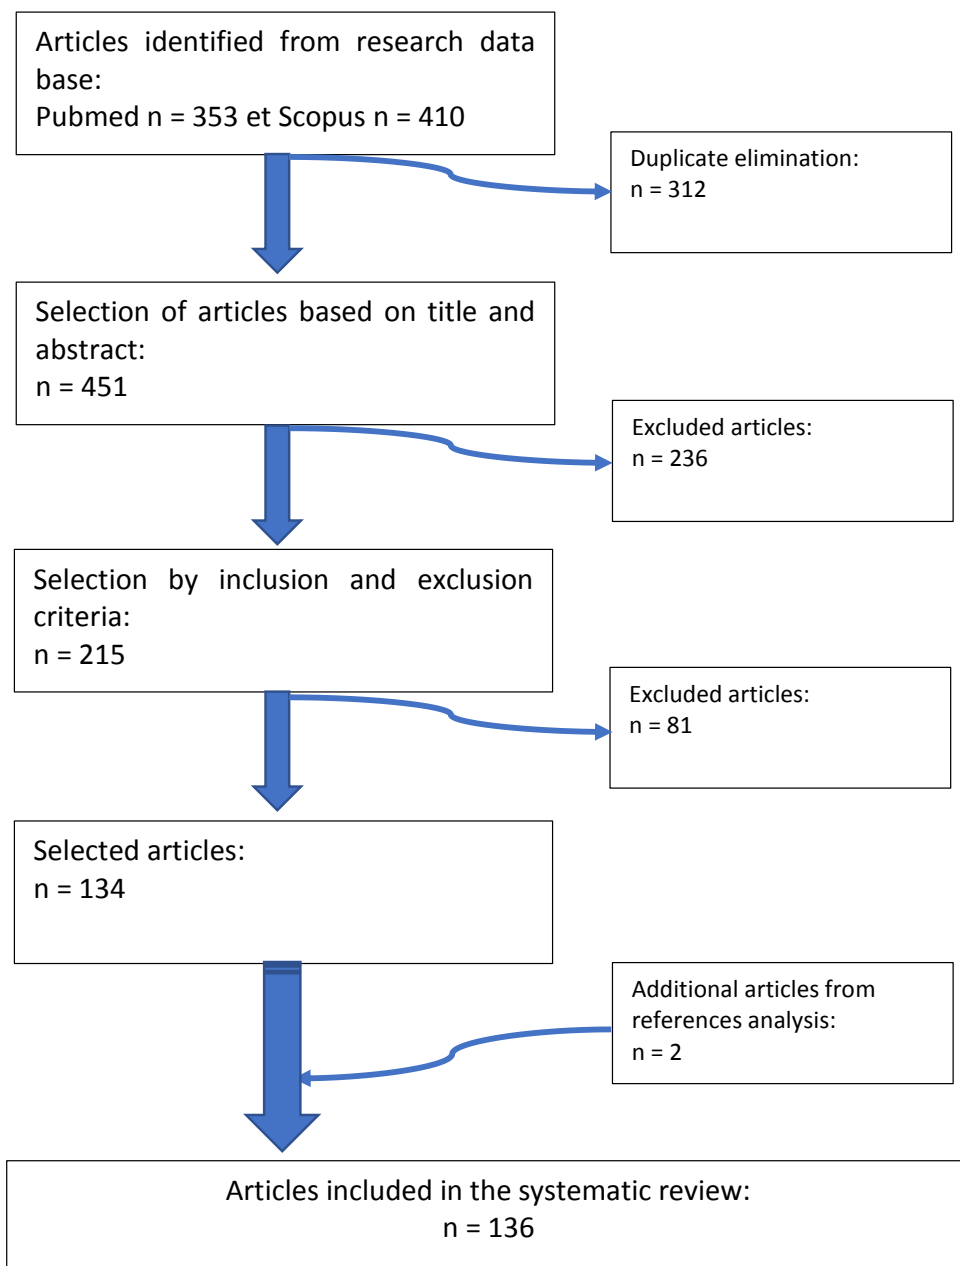 Articles identified from research data
base:
Pubmed n = 353 et Scopus n = 410
Duplicate elimination:
n = 312
Selection of articles based on title and
abstract:
n = 451
Excluded articles:
n = 236
Selection by inclusion and exclusion
criteria:
n = 215
Excluded articles:
n = 81
Selected articles:
n = 134
Additional articles from
references analysis:
n = 2
Articles included in the systematic review:
n = 136